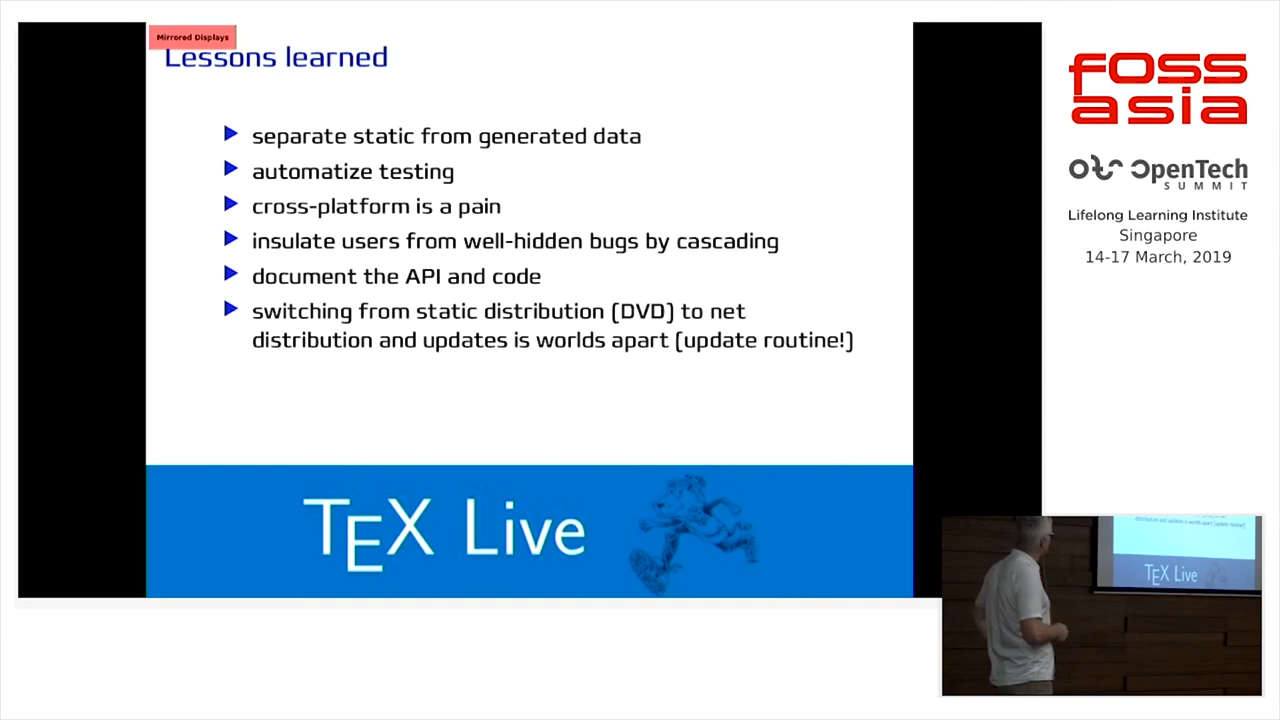 Mirrored Displays
Lessons learned
separate static from generated data
automatize testing
cross-platform is a pain
insulate users from well-hidden bugs by cascading
document the API and code
switching from static distribution (DVD) to net
distribution and updates is worlds apart (update routine!)
TEX Live
fOSS
asia
OpenTech
SUMMIT
Lifelong Learning Institute
Singapore
14-17 March, 2019
distribution and updates is worlds apart (update routine!)
TEX Live